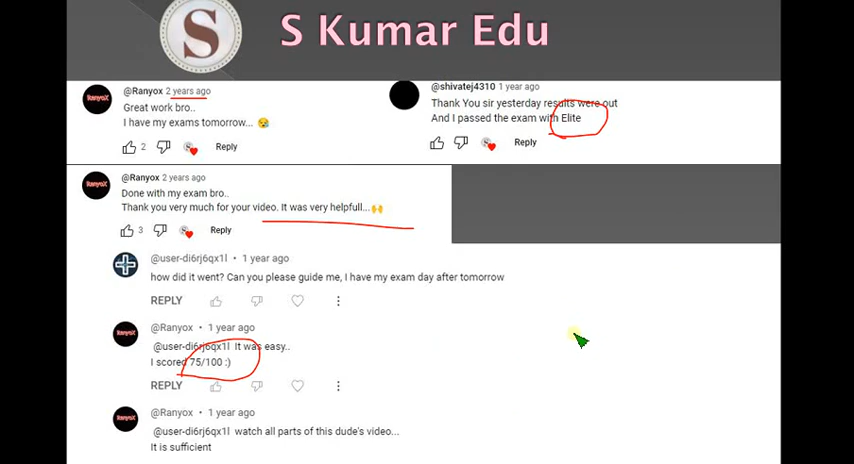 S
S Kumar Edu
@Ranyox 2 years ago
Great work bro..
I have my exams tomorrow...
2
Reply
@shivatej4310 1 year ago
Thank You sir yesterday results were out
And I passed the exam with Elite
Reply
RanyoX
@Ranyox 2 years ago
Done with my exam bro..
Thank you very much for your video. It was very helpfull...
3
Reply
@user-di6rj6qx1l • 1 year ago
how did it went? Can you please guide me, I have my exam day after tomorrow
REPLY
RanyoX
@Ranyox • 1 year ago
@user-di6rj6qx1l It was easy..
I scored 75/100 :)
REPLY
RanyoX
@Ranyox • 1 year ago
@user-di6rj6qx1l watch all parts of this dude's video...
It is sufficient